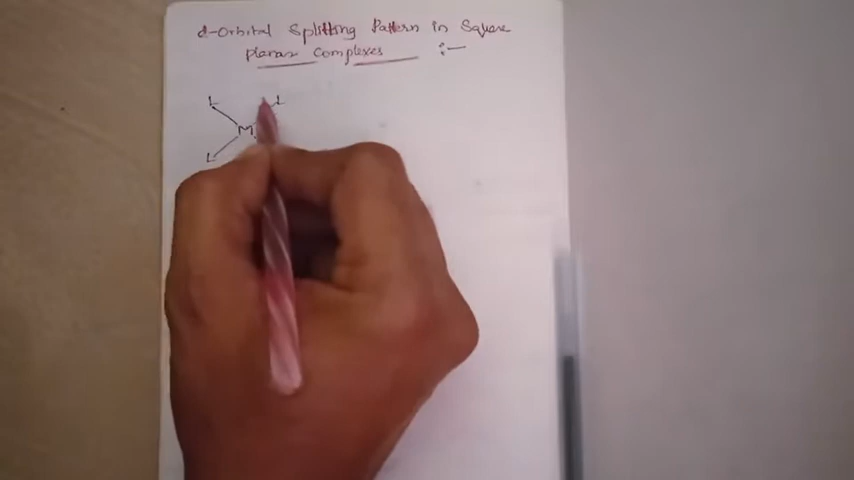 d-Orbital Splitting Pattern in Square
planar Complexes :-
L L
M
L